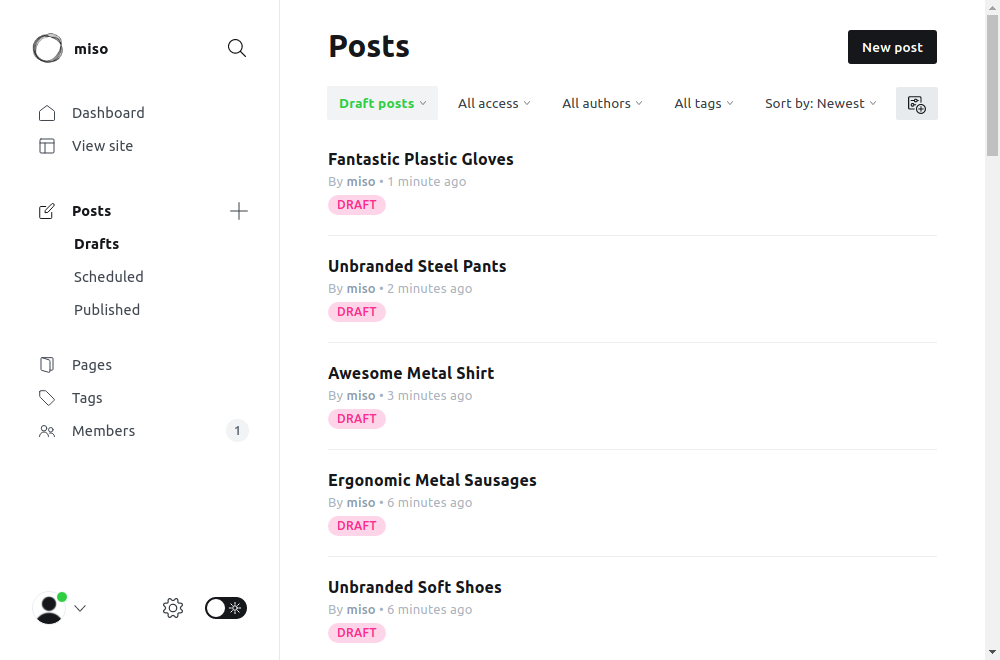 miso
Dashboard
View site
Posts
Drafts
Scheduled
Published
Pages
Tags
Members 1
Posts
New post
Draft posts All access All authors All tags Sort by: Newest
Fantastic Plastic Gloves
By miso • 1 minute ago
DRAFT
Unbranded Steel Pants
By miso • 2 minutes ago
DRAFT
Awesome Metal Shirt
By miso • 3 minutes ago
DRAFT
Ergonomic Metal Sausages
By miso • 6 minutes ago
DRAFT
Unbranded Soft Shoes
By miso • 6 minutes ago
DRAFT